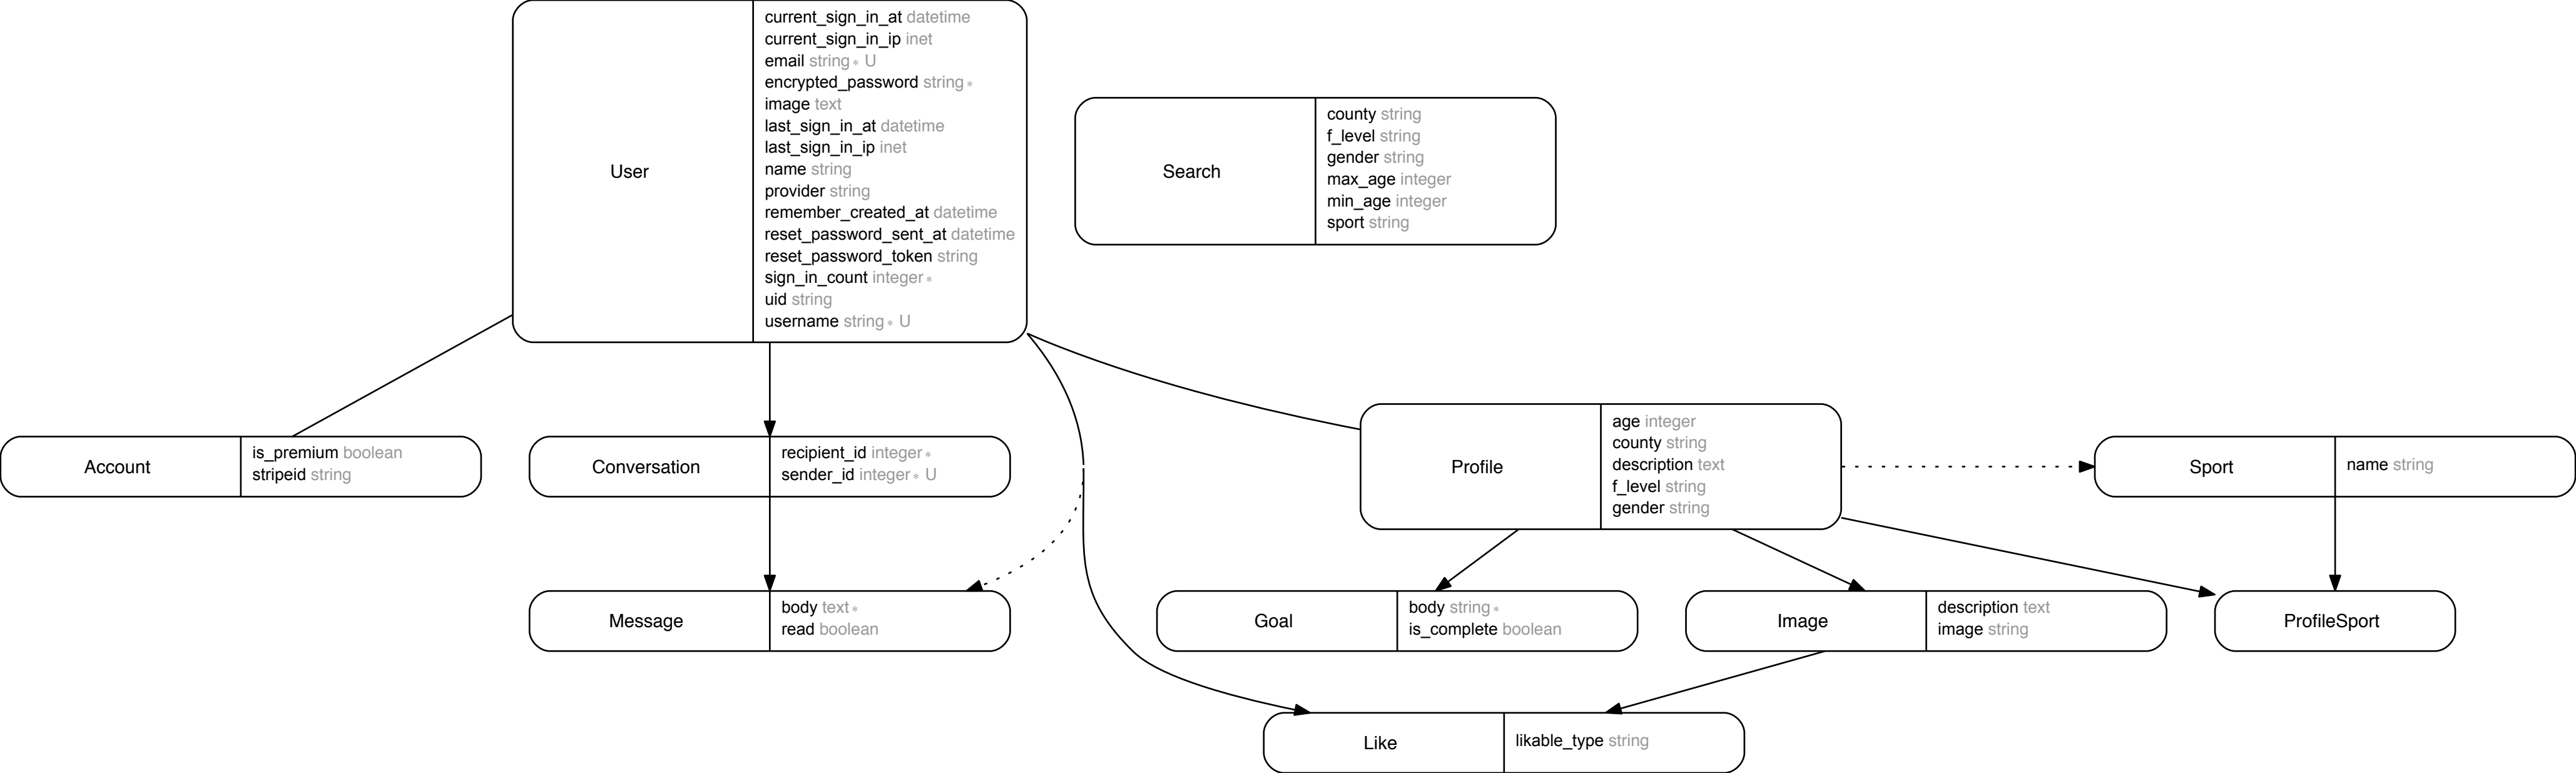 User
current_sign_in_at datetime
current_sign_in_ip inet
email string* U
encrypted_password string*
image text
last_sign_in_at datetime
last_sign_in_ip inet
name string
provider string
remember_created_at datetime
reset_password_sent_at datetime
reset_password_token string
sign_in_count integer*
uid string
username string* U
Search
county string
f_level string
gender string
max_age integer
min_age integer
sport string
Account
is_premium boolean
stripeid string
Conversation
recipient_id integer*
sender_id integer* U
Profile
age integer
county string
description text
f_level string
gender string
Sport
name string
Message
body text*
read boolean
Goal
body string*
is_complete boolean
Image
description text
image string
ProfileSport
Like
likable_type string